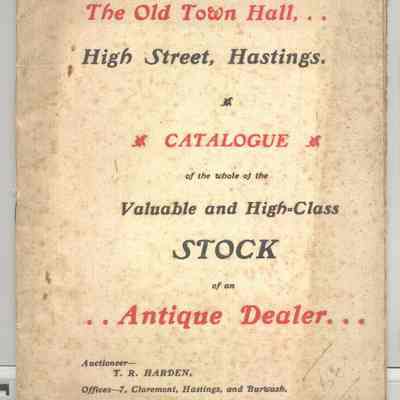 The Old Town Hall, . .
High Street, Hastings.
CATALOGUE
of the whole of the
Valuable and High-Class
STOCK
of an
. . Antique Dealer. . .
Auctioneer—
T. R. HARDEN,
Offices—7, Claremont, Hastings, and Burwash.